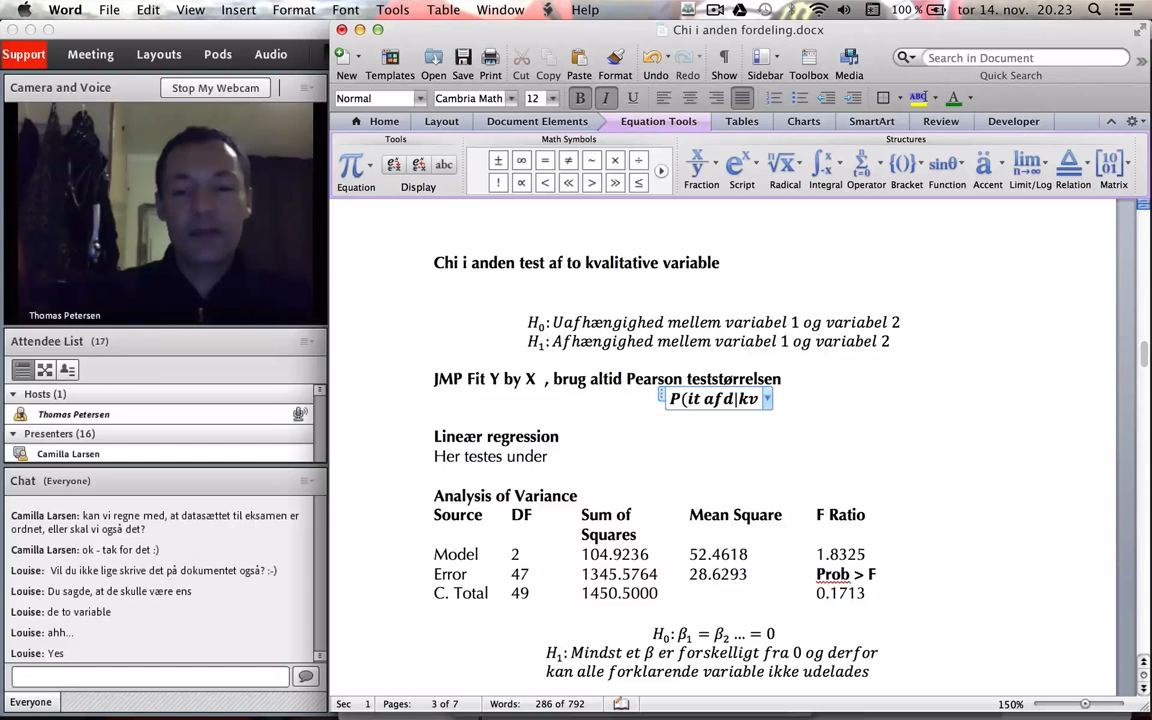 Word File Edit View Insert Format Font Tools Table Window Help 100 % tor 14. nov. 20.23
Support Meeting Layouts Pods Audio
Camera and Voice Stop My Webcam
Thomas Petersen
Attendee List (17)
Hosts (1)
Thomas Petersen
Presenters (16)
Camilla Larsen
Chat (Everyone)
Camilla Larsen: kan vi regne med, at datasættet til eksamen er
ordnet, eller skal vi også det?
Camilla Larsen: ok - tak for det :)
Louise: Vil du ikke lige skrive det på dokumentet også? :-)
Louise: Du sagde, at de skulle være ens
Louise: de to variable
Louise: ahh...
Louise: Yes
Everyone
Chi i anden fordeling.docx
New Templates Open Save Print Cut Copy Paste Format Undo Redo Show Sidebar Toolbox Media
Search in Document
Quick Search
Normal Cambria Math 12 B I U
Home Layout Document Elements Equation Tools Tables Charts SmartArt Review Developer
Tools Math Symbols Structures
abc
± ∞ = ≠ ~ × ÷
! ∝ < ≪ > ≫ ≤
Equation Display Fraction Script Radical Integral Operator Bracket Function Accent Limit/Log Relation Matrix
Chi i anden test af to kvalitative variable
H₀: Uafhængighed mellem variabel 1 og variabel 2
H₁: Afhængighed mellem variabel 1 og variabel 2
JMP Fit Y by X , brug altid Pearson teststørrelsen
P(it afd|kv
Lineær regression
Her testes under
Analysis of Variance
Source DF Sum of Squares Mean Square F Ratio
Model 2 104.9236 52.4618 1.8325
Error 47 1345.5764 28.6293 Prob > F
C. Total 49 1450.5000 0.1713
H₀: β₁ = β₂ ... = 0
H₁: Mindst et β er forskelligt fra 0 og derfor
kan alle forklarende variable ikke udelades
Sec 1 Pages: 3 of 7 Words: 286 of 792 150%